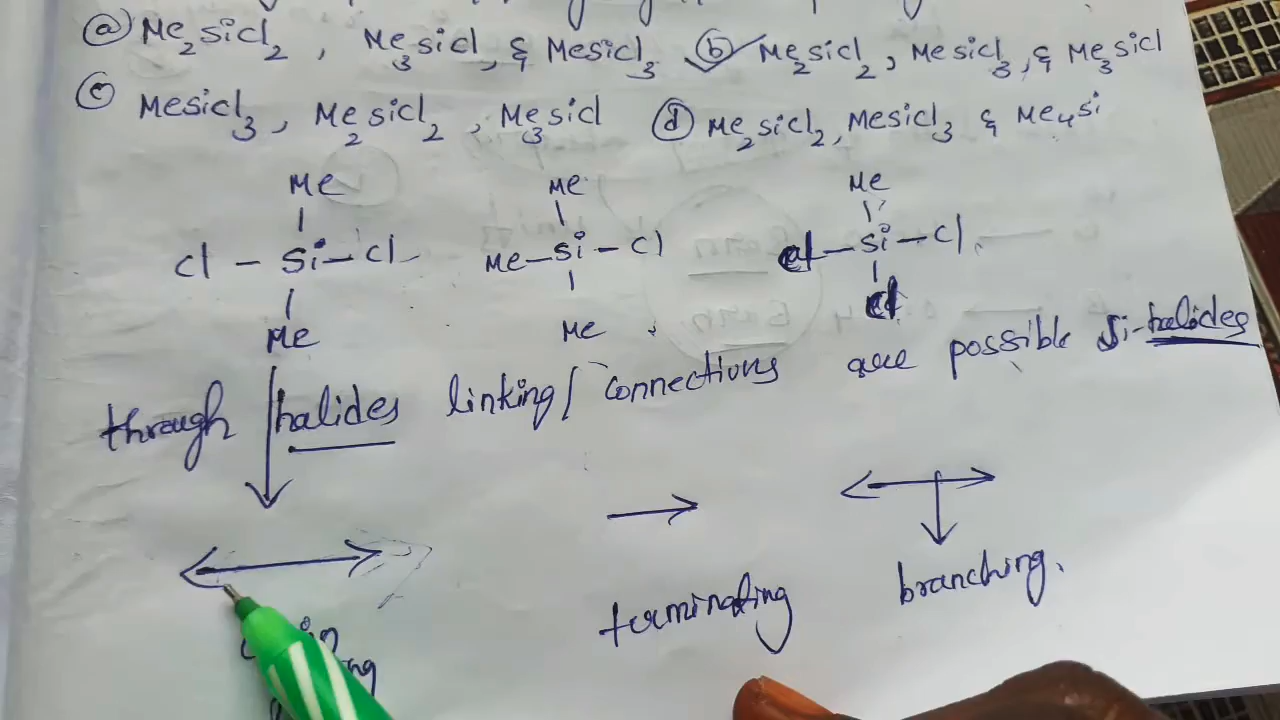 ⓐ Me2SiCl2, Me3SiCl, & MeSiCl3 ⓑ Me2SiCl2, MeSiCl3, & Me3SiCl
ⓒ MeSiCl3, Me2SiCl2, Me3SiCl ⓓ Me2SiCl2, MeSiCl3 & Me4Si
Me Me Me
Cl – Si – Cl Me – Si – Cl Cl – Si – Cl
Me Me Cl
through halides linking/connections are possible Si-halides
terminating branching.